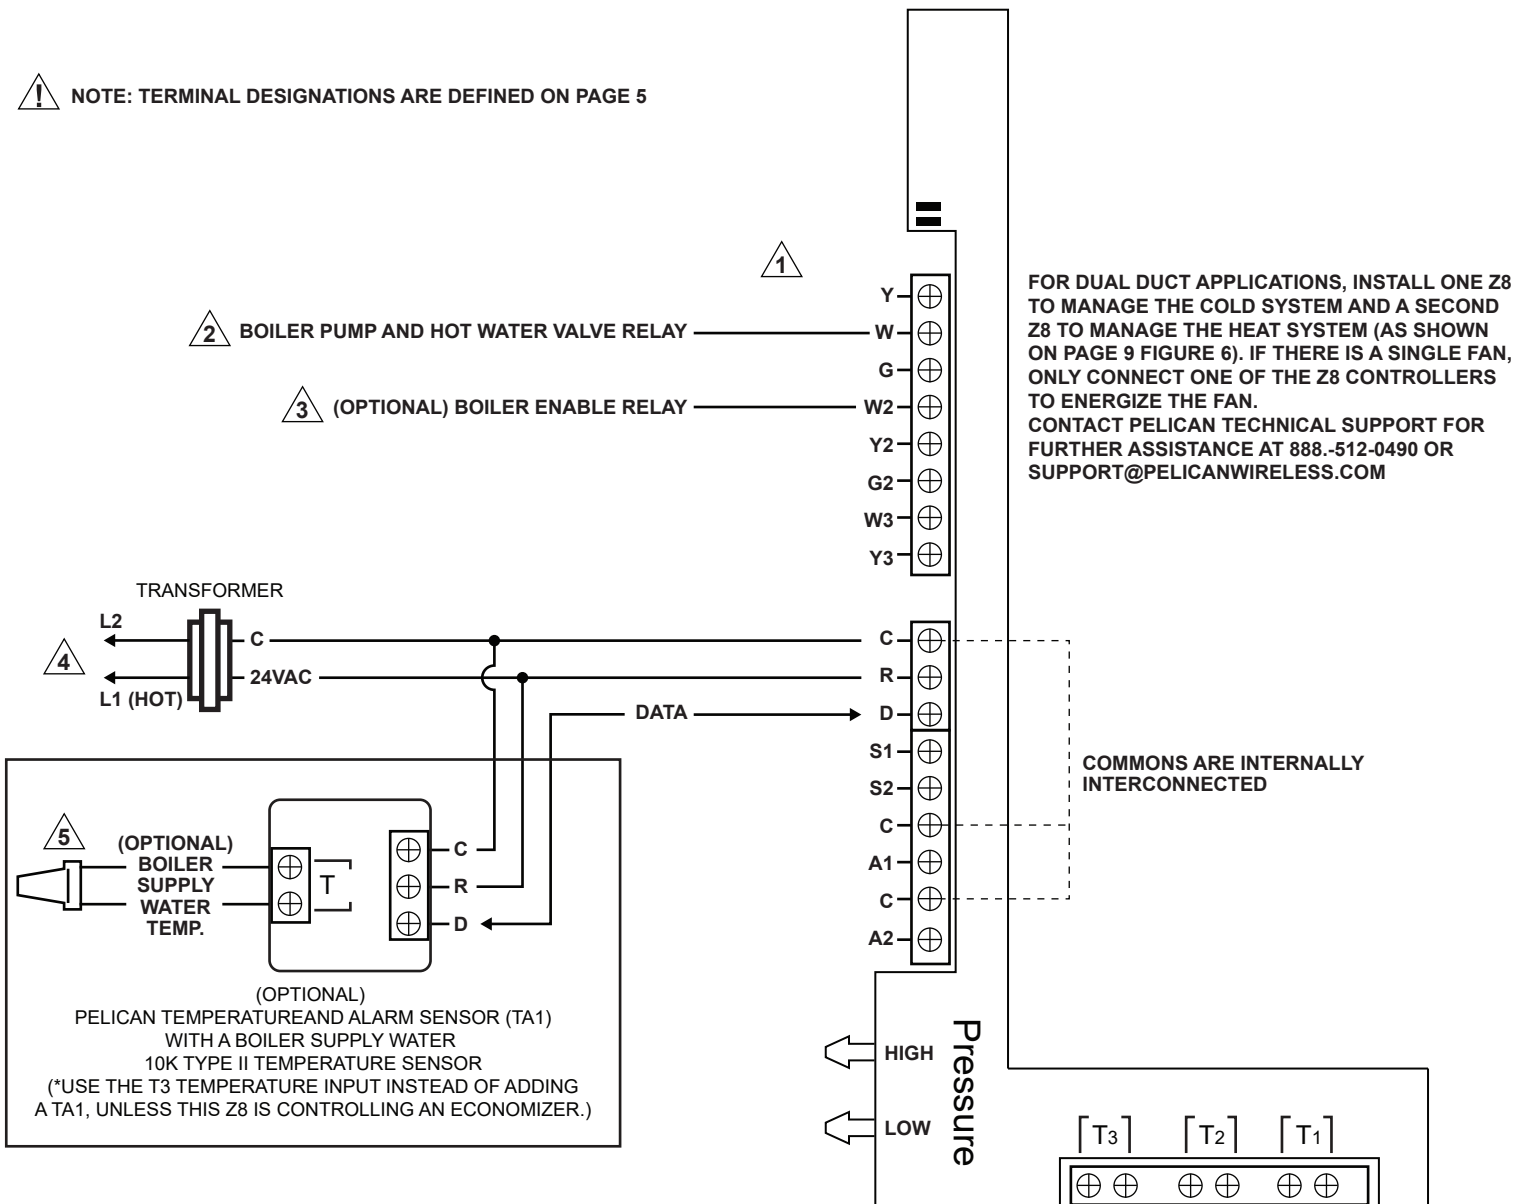 ! NOTE: TERMINAL DESIGNATIONS ARE DEFINED ON PAGE 5
1
Y
2 BOILER PUMP AND HOT WATER VALVE RELAY W
G
3 (OPTIONAL) BOILER ENABLE RELAY W2
Y2
G2
W3
Y3
FOR DUAL DUCT APPLICATIONS, INSTALL ONE Z8
TO MANAGE THE COLD SYSTEM AND A SECOND
Z8 TO MANAGE THE HEAT SYSTEM (AS SHOWN
ON PAGE 9 FIGURE 6). IF THERE IS A SINGLE FAN,
ONLY CONNECT ONE OF THE Z8 CONTROLLERS
TO ENERGIZE THE FAN.
CONTACT PELICAN TECHNICAL SUPPORT FOR
FURTHER ASSISTANCE AT 888.-512-0490 OR
SUPPORT@PELICANWIRELESS.COM
TRANSFORMER
L2
C
C
4
L1 (HOT)
24VAC
R
DATA
D
S1
S2
C
A1
C
A2
COMMONS ARE INTERNALLY
INTERCONNECTED
5
(OPTIONAL)
BOILER
SUPPLY
WATER
TEMP.
T
C
R
D
(OPTIONAL)
PELICAN TEMPERATUREAND ALARM SENSOR (TA1)
WITH A BOILER SUPPLY WATER
10K TYPE II TEMPERATURE SENSOR
(*USE THE T3 TEMPERATURE INPUT INSTEAD OF ADDING
A TA1, UNLESS THIS Z8 IS CONTROLLING AN ECONOMIZER.)
HIGH
LOW
Pressure
T3
T2
T1